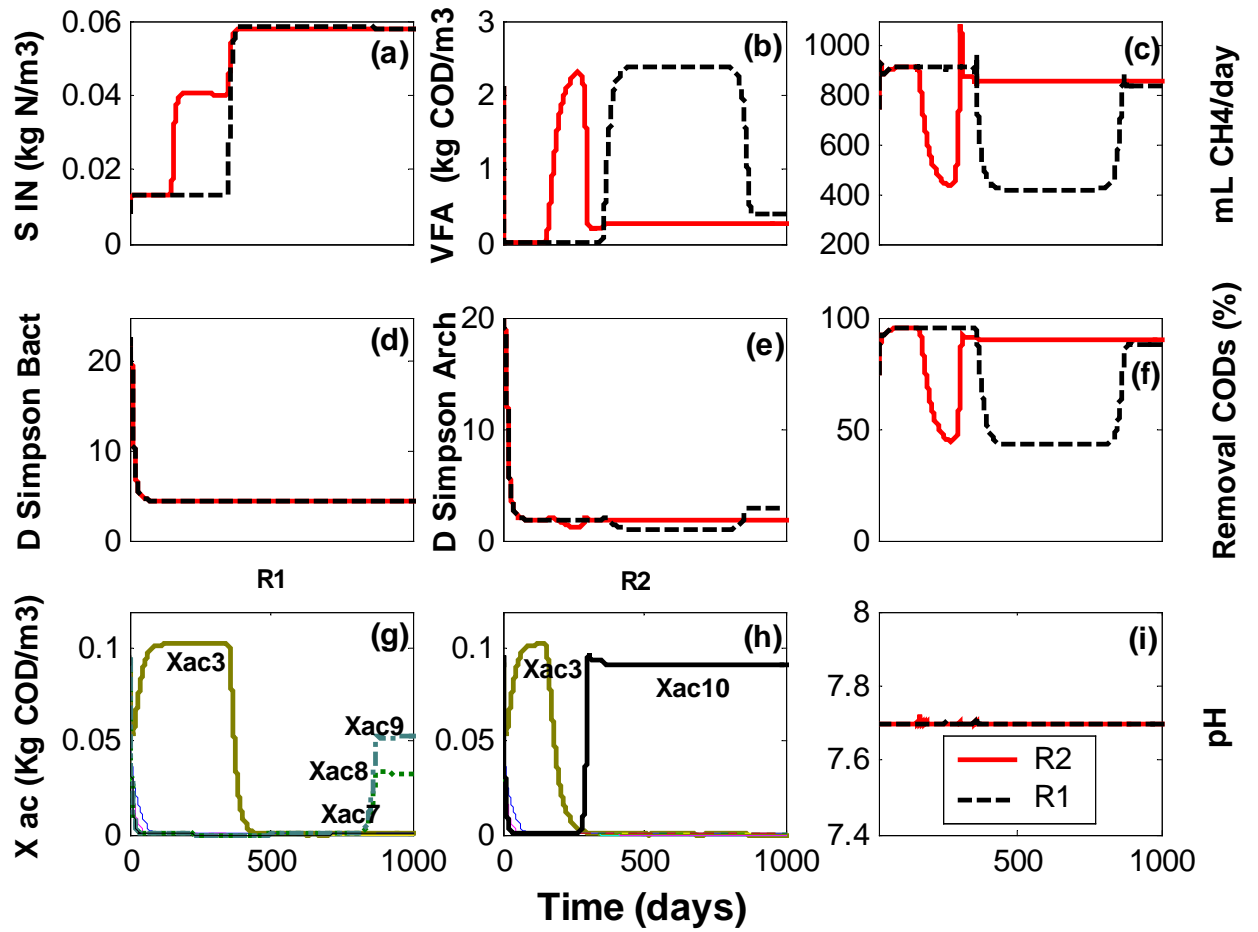 S IN (kg N/m3)
0.06
0.04
0.02
0
(a)
VFA (kg COD/m3
3
2
1
0
(b)
1000
800
600
400
200
(c)
mL CH4/day
D Simpson Bact
20
10
0
(d)
D Simpson Arch
20
10
0
(e)
100
50
0
(f)
Removal CODs (%)
R1
R2
X ac (Kg COD/m3)
0.1
0.05
0
(g)
Xac3
Xac9
Xac8
Xac7
0 500 1000
0.1
0.05
0
(h)
Xac3
Xac10
0 500 1000
8
7.8
7.6
7.4
(i)
R2
R1
500 1000
pH
Time (days)